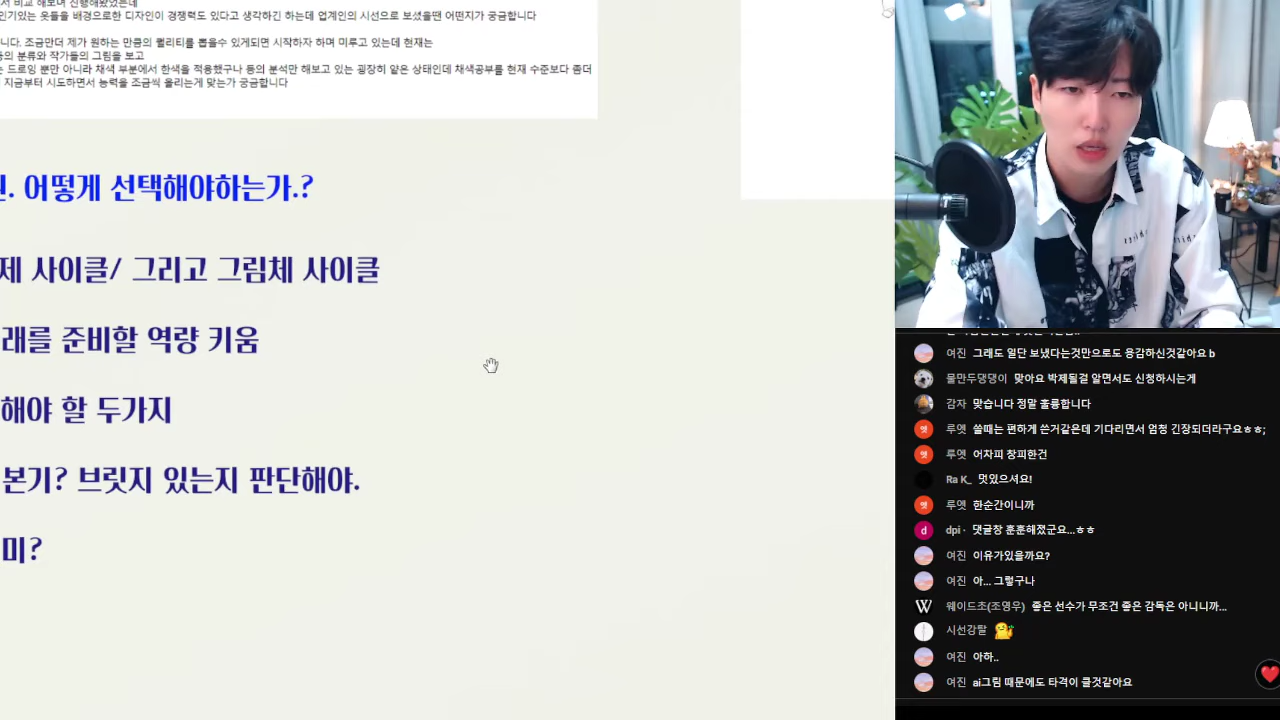 서 비교 해보며 진행해왔었는데
인기있는 옷들을 배경으로한 디자인이 경쟁력도 있다고 생각하긴 하는데 업계인의 시선으로 보셨을땐 어떤지가 궁금합니다
니다. 조금만더 제가 원하는 만큼의 퀄리티를 뽑을수 있게되면 시작하자 하며 미루고 있는데 현재는
등의 분류와 작가들의 그림을 보고
는 드로잉 뿐만 아니라 채색 부분에서 한색을 적용했구나 등의 분석만 해보고 있는 굉장히 얕은 상태인데 채색공부를 현재 수준보다 좀더
지금부터 시도하면서 능력을 조금씩 올리는게 맞는가 궁금합니다
. 어떻게 선택해야하는가.?
제 사이클/ 그리고 그림체 사이클
래를 준비할 역량 키움
해야 할 두가지
본기? 브릿지 있는지 판단해야.
미?
여진 그래도 일단 보냈다는것만으로도 용감하신것같아요 b
물만두댕댕이 맞아요 박제될걸 알면서도 신청하시는게
감자 맞습니다 정말 훌륭합니다
루엣 쓸때는 편하게 쓴거같은데 기다리면서 엄청 긴장되더라구요ㅎㅎ;
루엣 어차피 창피한건
Ra K_ 멋있으셔요!
루엣 한순간이니까
dpi · 댓글창 훈훈해졌군요...ㅎㅎ
여진 이유가있을까요?
여진 아... 그렇구나
웨이드초(조영우) 좋은 선수가 무조건 좋은 감독은 아니니까...
시선강탈
여진 아하..
여진 ai그림 때문에도 타격이 클것같아요